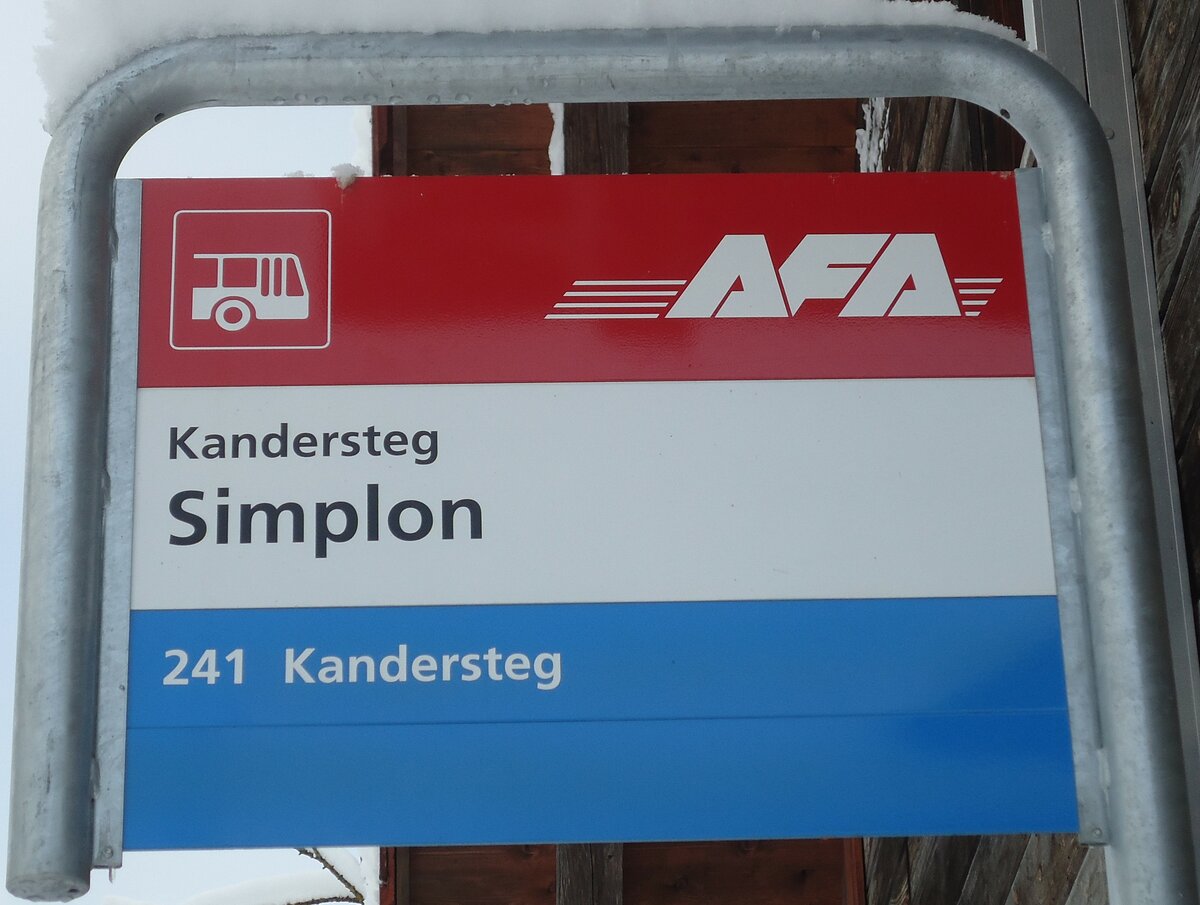 AFA
Kandersteg
Simplon
241 Kandersteg